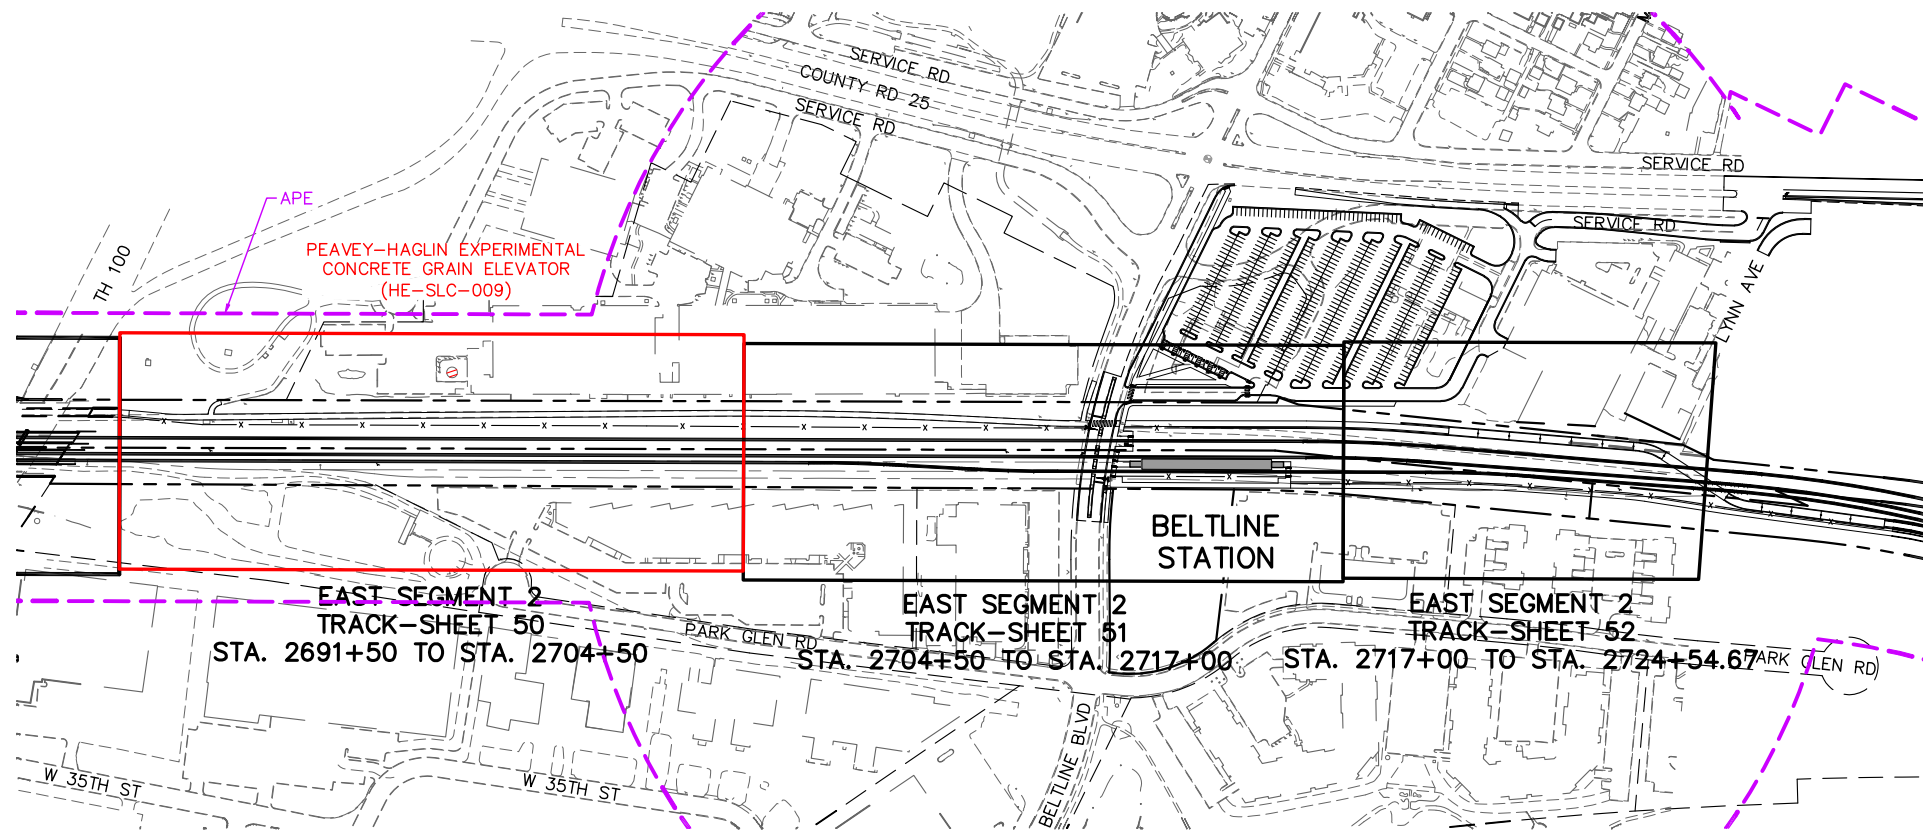 SERVICE RD
COUNTY RD 25
SERVICE RD
SERVICE RD
APE
SERVICE RD
PEAVEY–HAGLIN EXPERIMENTAL
CONCRETE GRAIN ELEVATOR
(HE–SLC–009)
TH 100
LYNN AVE
BELTLINE
STATION
EAST SEGMENT 2
TRACK–SHEET 50
STA. 2691+50 TO STA. 2704+50
EAST SEGMENT 2
TRACK–SHEET 51
STA. 2704+50 TO STA. 2717+00
EAST SEGMENT 2
TRACK–SHEET 52
STA. 2717+00 TO STA. 2724+54.67
PARK GLEN RD
PARK GLEN RD
BELTLINE BLVD
W 35TH ST
W 35TH ST